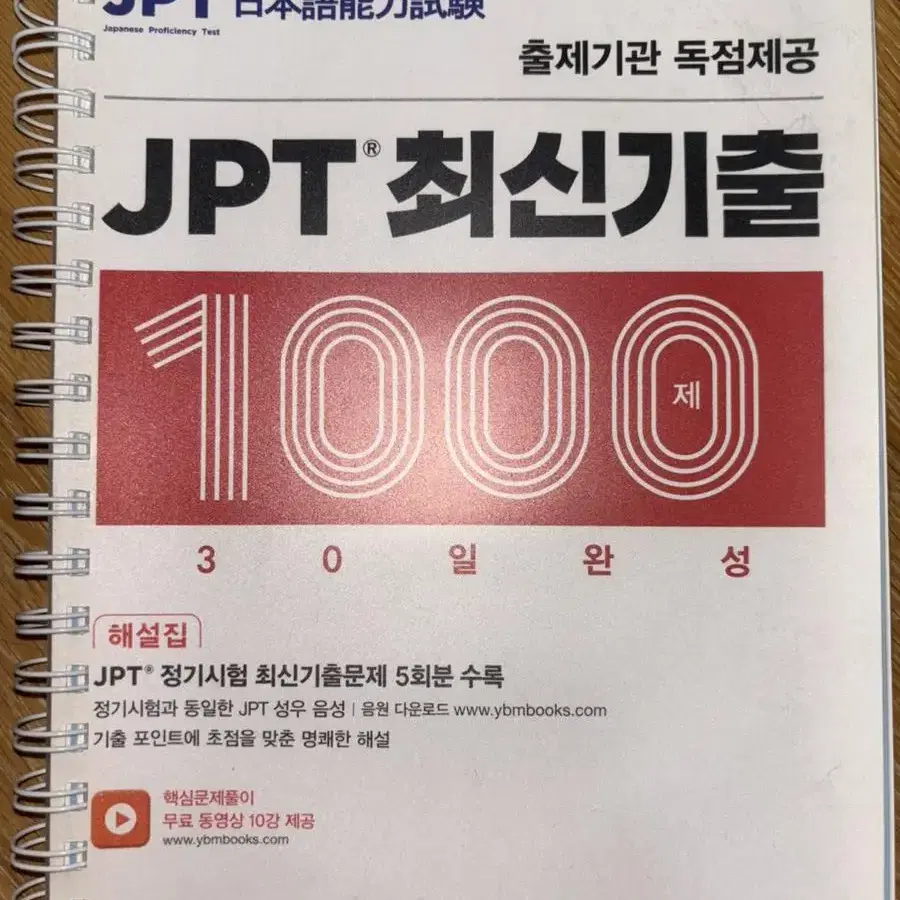 JPT 日本語能力試験
Japanese Proficiency Test
출제기관 독점제공
JPT® 최신기출
1000제
30일완성
해설집
JPT® 정기시험 최신기출문제 5회분 수록
정기시험과 동일한 JPT 성우 음성 | 음원 다운로드 www.ybmbooks.com
기출 포인트에 초점을 맞춘 명쾌한 해설
핵심문제풀이
무료 동영상 10강 제공
www.ybmbooks.com